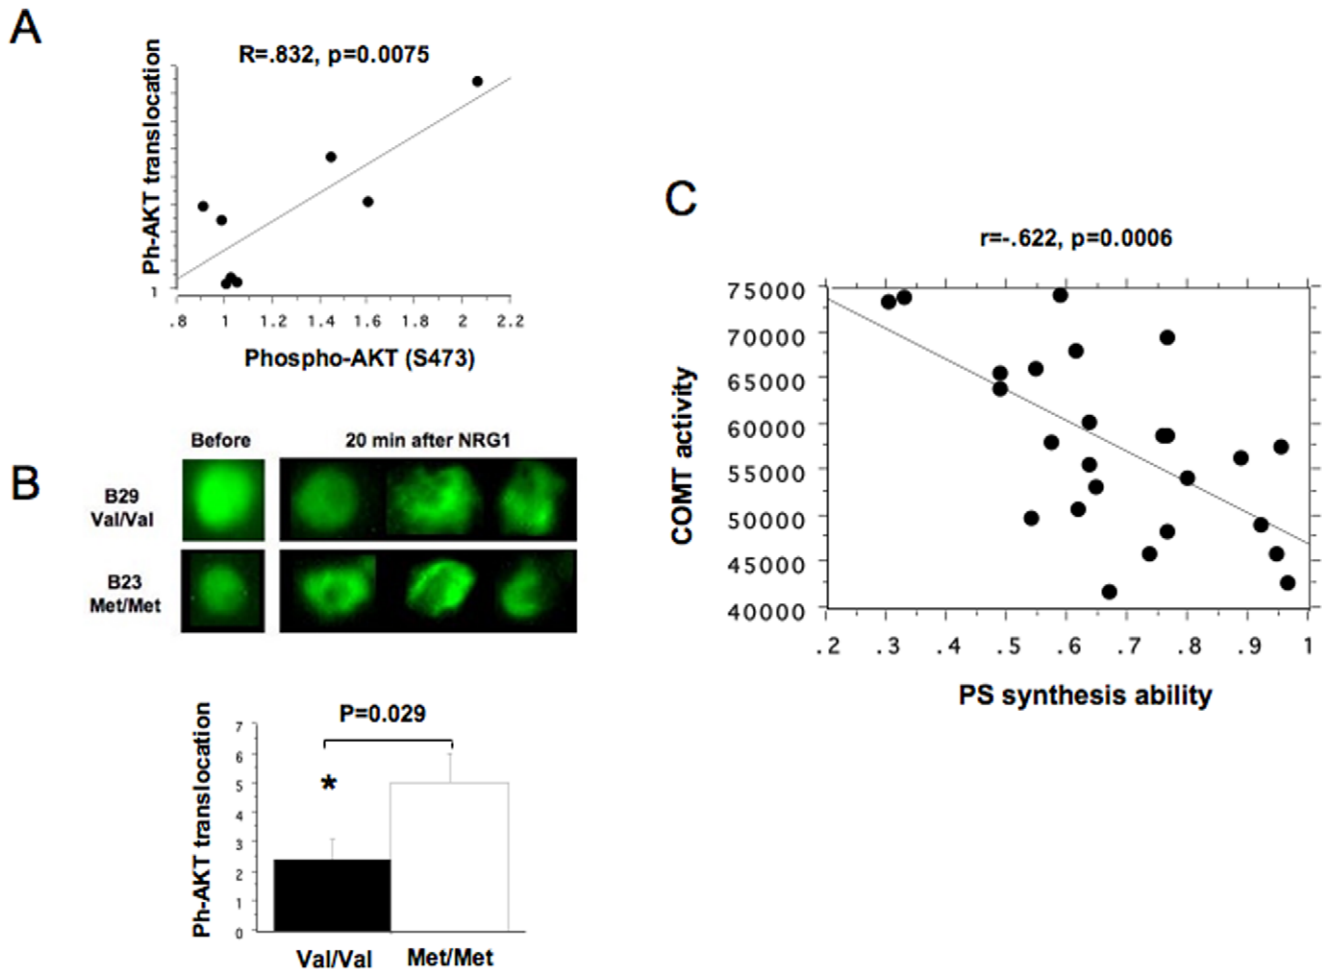 A
R=.832, p=0.0075
Ph-AKT translocation
1
.8 1 1.2 1.4 1.6 1.8 2 2.2
Phospho-AKT (S473)
B
Before 20 min after NRG1
B29
Val/Val
B23
Met/Met
P=0.029
Ph-AKT translocation
7
6
5
*
4
3
2
1
0
Val/Val Met/Met
C
r=-.622, p=0.0006
COMT activity
75000
70000
65000
60000
55000
50000
45000
40000
.2 .3 .4 .5 .6 .7 .8 .9 1
PS synthesis ability